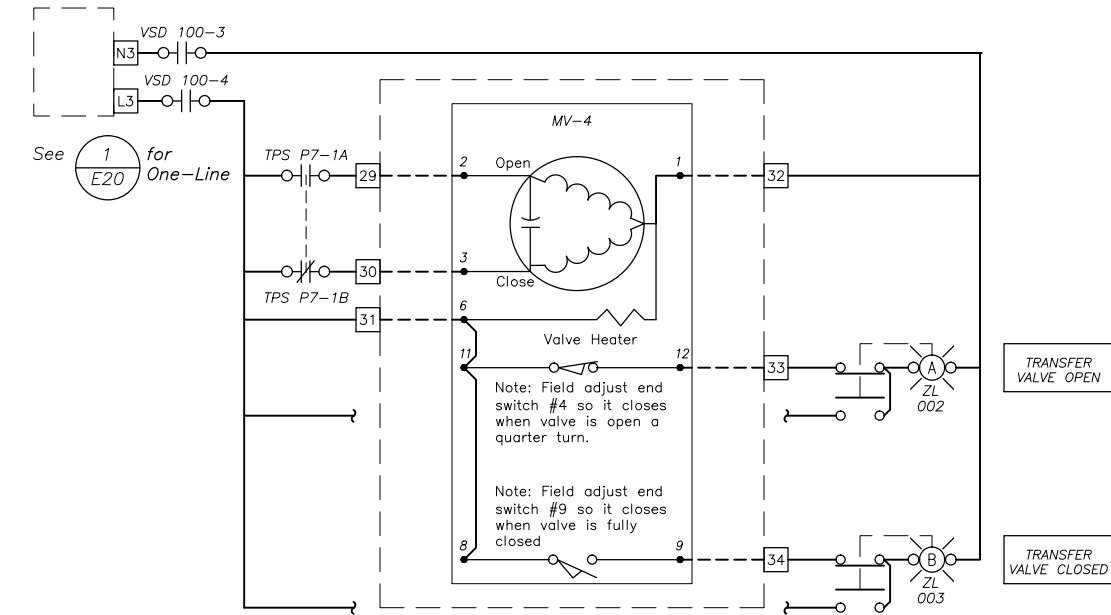 VSD 100-3
N3
VSD 100-4
L3
See 1 for
E20 One-Line
TPS P7-1A
29
30
TPS P7-1B
31
MV-4
2 Open
1
32
3
Close
6
Valve Heater
11
12
33
Note: Field adjust end
switch #4 so it closes
when valve is open a
quarter turn.
A
ZL
002
TRANSFER
VALVE OPEN
Note: Field adjust end
switch #9 so it closes
when valve is fully
closed
8
9
34
B
ZL
003
TRANSFER
VALVE CLOSED